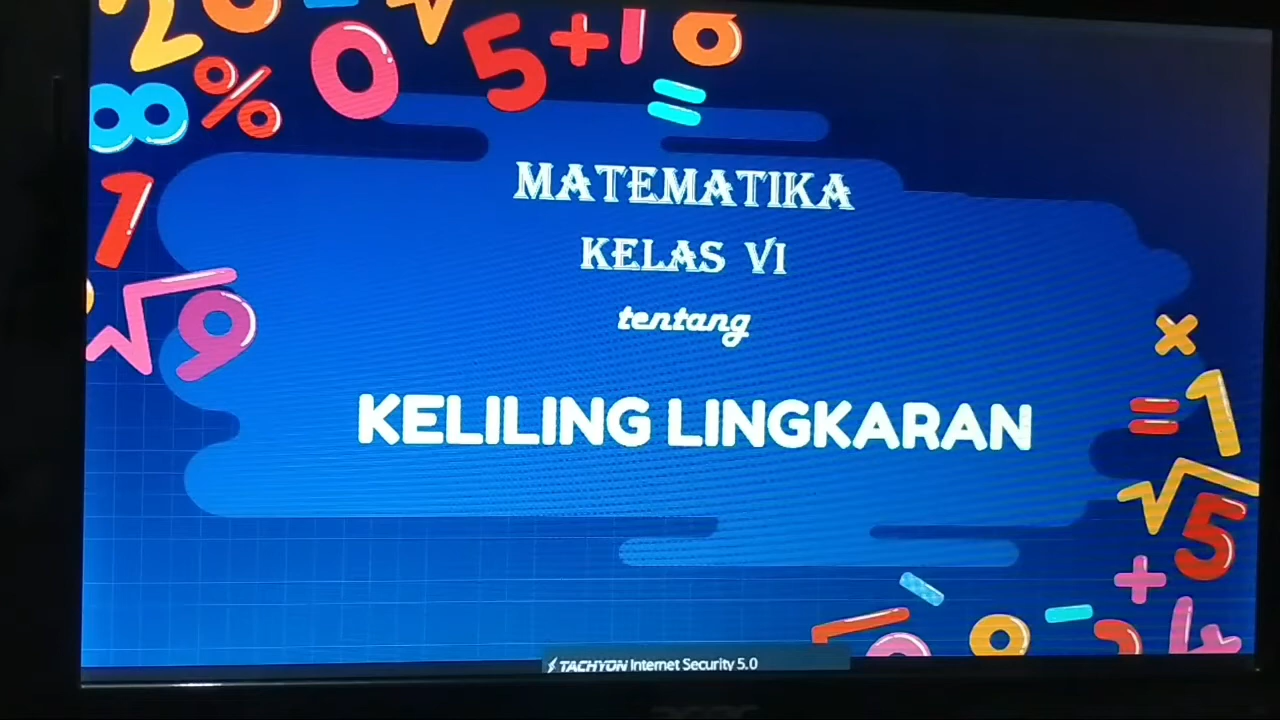 MATEMATIKA
KELAS VI
tentang
KELILING LINGKARAN
TACHYON Internet Security 5.0